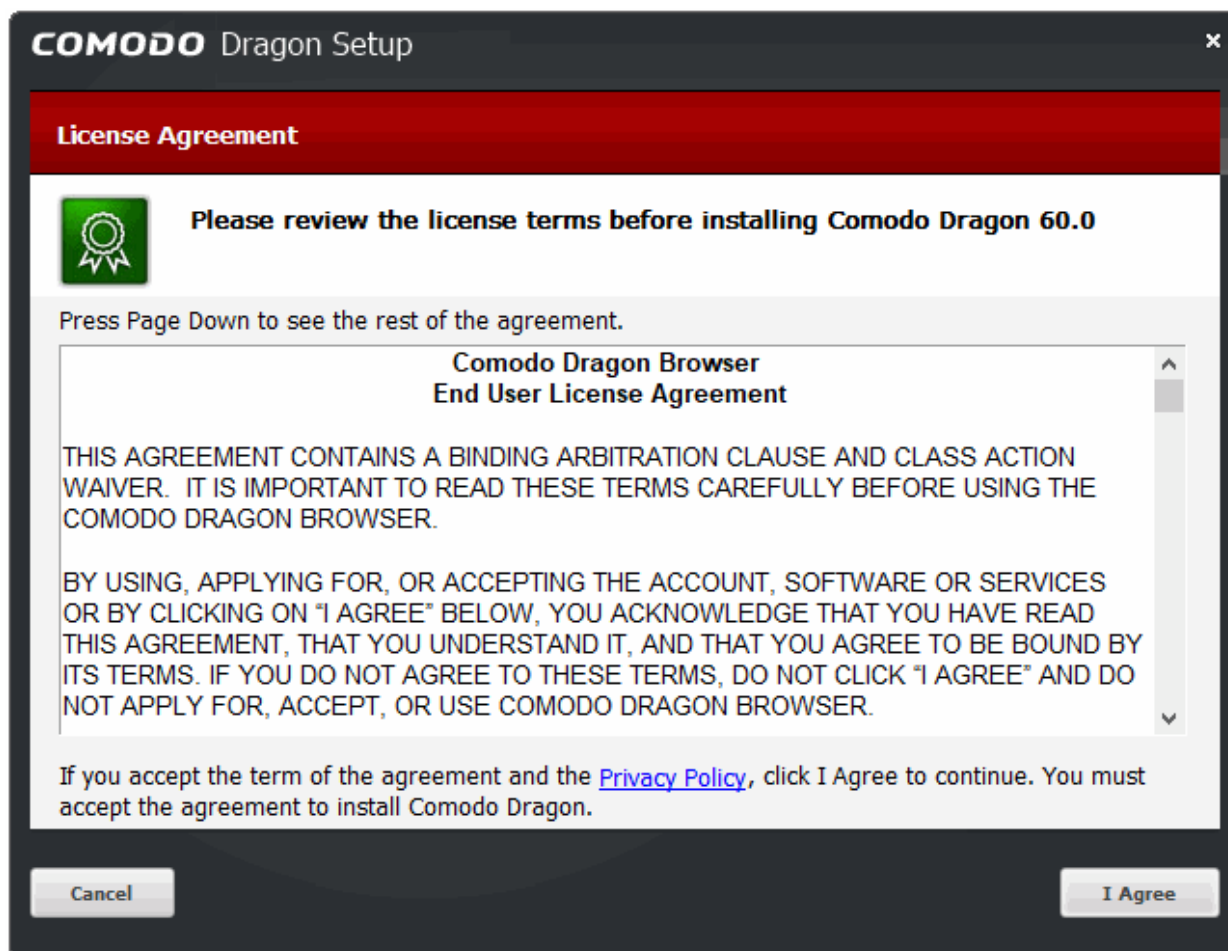 COMODO Dragon Setup
License Agreement
Please review the license terms before installing Comodo Dragon 60.0
Press Page Down to see the rest of the agreement.
Comodo Dragon Browser
End User License Agreement
THIS AGREEMENT CONTAINS A BINDING ARBITRATION CLAUSE AND CLASS ACTION
WAIVER.  IT IS IMPORTANT TO READ THESE TERMS CAREFULLY BEFORE USING THE
COMODO DRAGON BROWSER.
BY USING, APPLYING FOR, OR ACCEPTING THE ACCOUNT, SOFTWARE OR SERVICES
OR BY CLICKING ON “I AGREE” BELOW, YOU ACKNOWLEDGE THAT YOU HAVE READ
THIS AGREEMENT, THAT YOU UNDERSTAND IT, AND THAT YOU AGREE TO BE BOUND BY
ITS TERMS. IF YOU DO NOT AGREE TO THESE TERMS, DO NOT CLICK “I AGREE” AND DO
NOT APPLY FOR, ACCEPT, OR USE COMODO DRAGON BROWSER.
If you accept the term of the agreement and the Privacy Policy, click I Agree to continue. You must
accept the agreement to install Comodo Dragon.
Cancel
I Agree